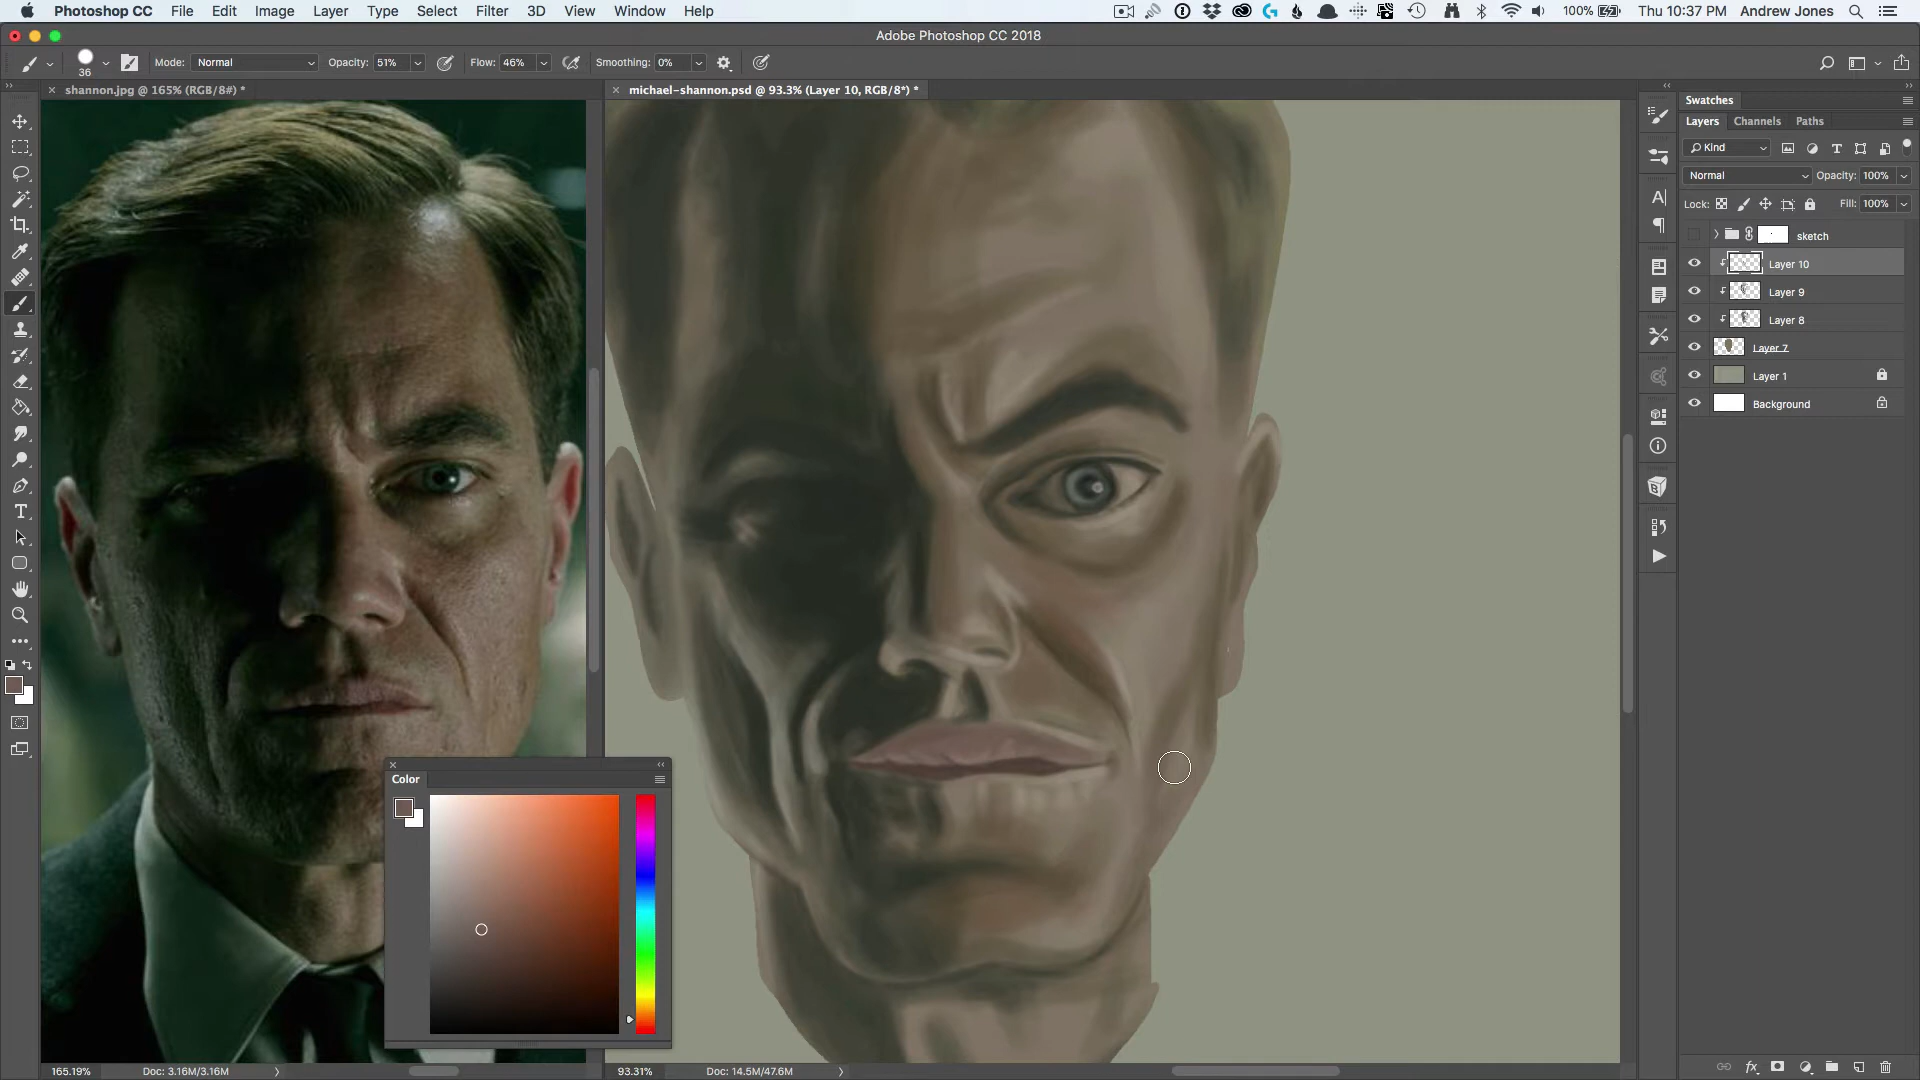 Photoshop CC File Edit Image Layer Type Select Filter 3D View Window Help 100% Thu 10:37 PM Andrew Jones
Adobe Photoshop CC 2018
36 Mode: Normal Opacity: 51% Flow: 46% Smoothing: 0%
shannon.jpg @ 165% (RGB/8#) * michael-shannon.psd @ 93.3% (Layer 10, RGB/8*) *
Swatches
Layers Channels Paths
Kind
Normal Opacity: 100%
Lock: Fill: 100%
sketch
Layer 10
Layer 9
Layer 8
Layer 7
Layer 1
Background
Color
165.19% Doc: 3.16M/3.16M 93.31% Doc: 14.5M/47.6M